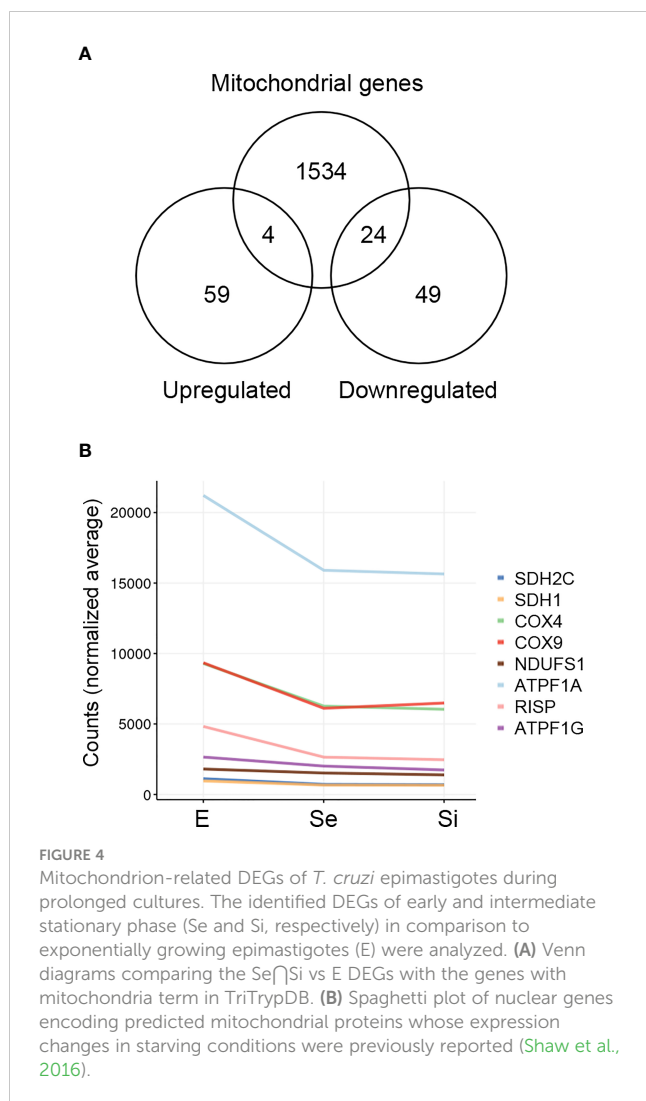 A
Mitochondrial genes
1534
4
24
59
49
Upregulated
Downregulated
B
Counts (normalized average)
20000
15000
10000
5000
0
E
Se
Si
SDH2C
SDH1
COX4
COX9
NDUFS1
ATPF1A
RISP
ATPF1G
FIGURE 4
Mitochondrion-related DEGs of T. cruzi epimastigotes during
prolonged cultures. The identified DEGs of early and intermediate
stationary phase (Se and Si, respectively) in comparison to
exponentially growing epimastigotes (E) were analyzed. (A) Venn
diagrams comparing the Se⋂Si vs E DEGs with the genes with
mitochondria term in TriTrypDB. (B) Spaghetti plot of nuclear genes
encoding predicted mitochondrial proteins whose expression
changes in starving conditions were previously reported (Shaw et al.,
2016).